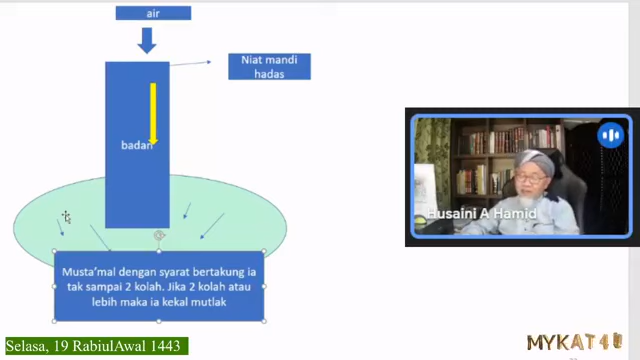 air
Niat mandi
hadas
badan
Musta'mal dengan syarat bertakung ia
tak sampai 2 kolah. Jika 2 kolah atau
lebih maka ia kekal mutlak
Husaini A Hamid
Selasa, 19 RabiulAwal 1443
MYKAT4U